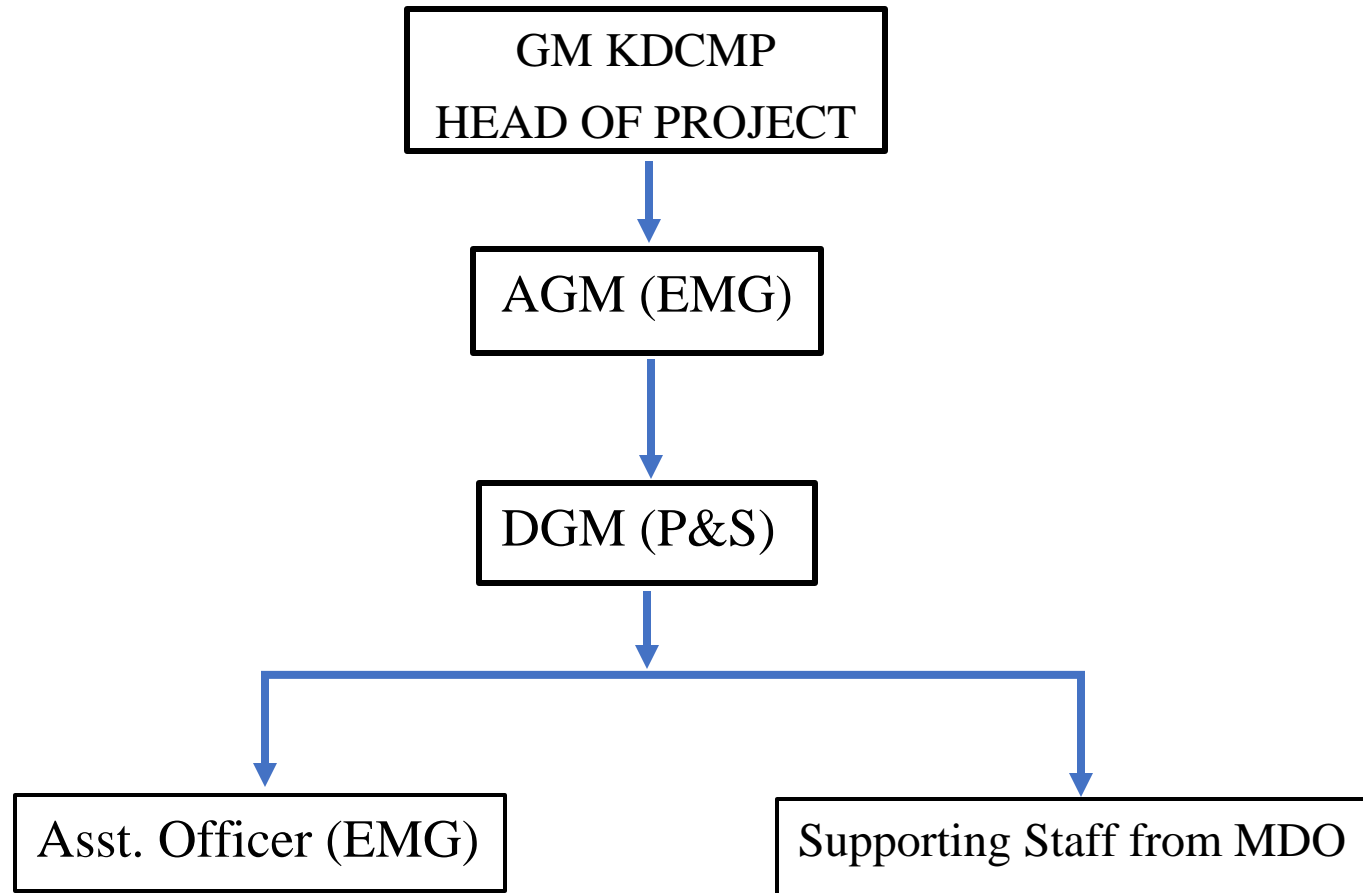 GM KDCMP
HEAD OF PROJECT
AGM (EMG)
DGM (P&S)
Asst. Officer (EMG)
Supporting Staff from MDO